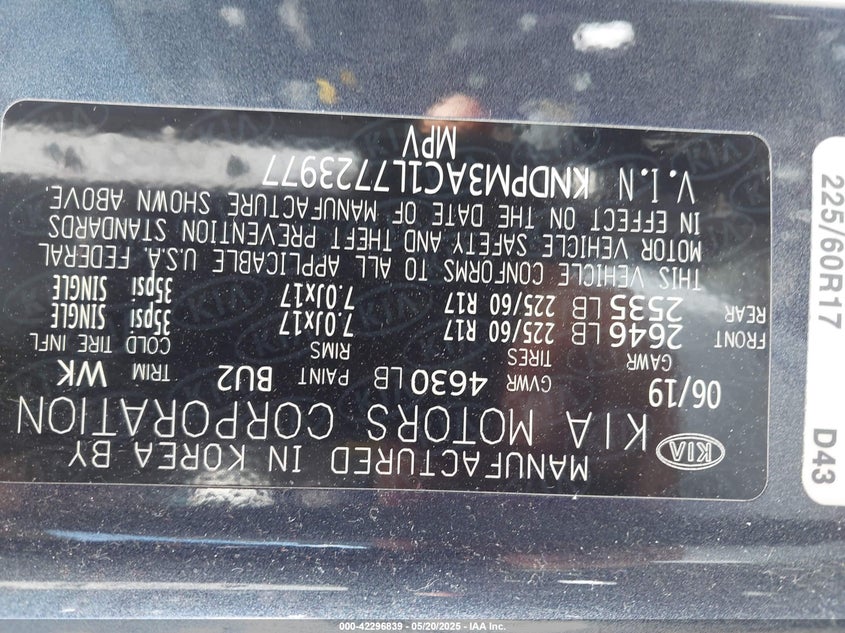 MANUFACTURED IN KOREA BY
KIA KIA MOTORS CORPORATION
06/19 GVWR 4630 LB PAINT BU2 TRIM WK
GAWR TIRES RIMS COLD TIRE INFL
FRONT 2646 LB 225/60 R17 7.0Jx17 35psi SINGLE
REAR 2535 LB 225/60 R17 7.0Jx17 35psi SINGLE
THIS VEHICLE CONFORMS TO ALL APPLICABLE U.S.A. FEDERAL
MOTOR VEHICLE SAFETY AND THEFT PREVENTION STANDARDS
IN EFFECT ON THE DATE OF MANUFACTURE SHOWN ABOVE.
V.I.N KNDPM3AC1L7723977
MPV
225/60R17 D43
000-42296839 - 05/20/2025 - IAA Inc.